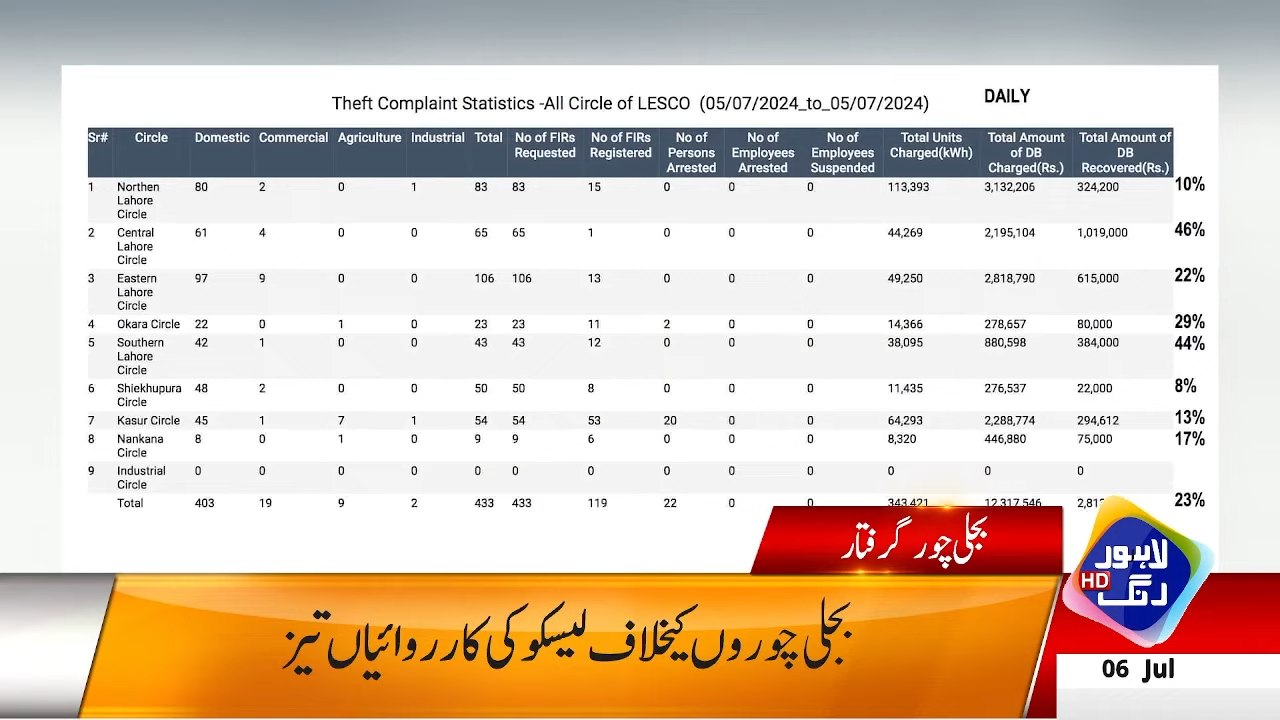 DAILY
Theft Complaint Statistics -All Circle of LESCO (05/07/2024_to_05/07/2024)
Sr# Circle Domestic Commercial Agriculture Industrial Total No of FIRs Requested No of FIRs Registered No of Persons Arrested No of Employees Arrested No of Employees Suspended Total Units Charged(kWh) Total Amount of DB Charged(Rs.) Total Amount of DB Recovered(Rs.)
1 Northen Lahore Circle 80 2 0 1 83 83 15 0 0 0 113,393 3,132,206 324,200 10%
2 Central Lahore Circle 61 4 0 0 65 65 1 0 0 0 44,269 2,195,104 1,019,000 46%
3 Eastern Lahore Circle 97 9 0 0 106 106 13 0 0 0 49,250 2,818,790 615,000 22%
4 Okara Circle 22 0 1 0 23 23 11 2 0 0 14,366 278,657 80,000 29%
5 Southern Lahore Circle 42 1 0 0 43 43 12 0 0 0 38,095 880,598 384,000 44%
6 Shiekhupura Circle 48 2 0 0 50 50 8 0 0 0 11,435 276,537 22,000 8%
7 Kasur Circle 45 1 7 1 54 54 53 20 0 0 64,293 2,288,774 294,612 13%
8 Nankana Circle 8 0 1 0 9 9 6 0 0 0 8,320 446,880 75,000 17%
9 Industrial Circle 0 0 0 0 0 0 0 0 0 0 0 0 0
Total 403 19 9 2 433 433 119 22 0 0 343,421 12,317,546 23%
بجلی چور گرفتار
لاہور
رنگ HD
بجلی چوروں کیخلاف لیسکو کی کارروائیاں تیز
06 Jul